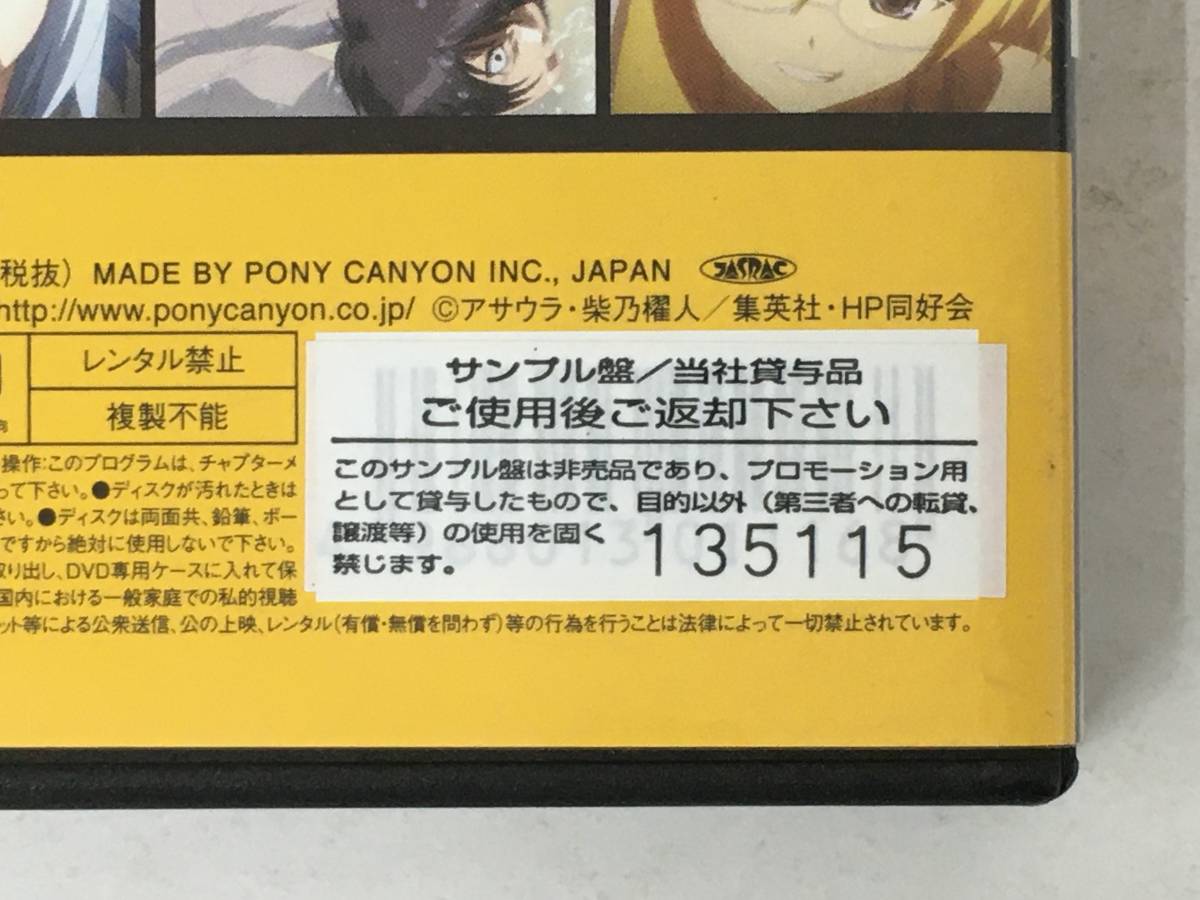 税抜) MADE BY PONY CANYON INC., JAPAN JASRAC
http://www.ponycanyon.co.jp/ ©アサウラ・柴乃櫂人／集英社・HP同好会
レンタル禁止
複製不能
サンプル盤／当社貸与品
ご使用後ご返却下さい
このサンプル盤は非売品であり、プロモーション用
として貸与したもので、目的以外（第三者への転貸、
譲渡等）の使用を固く
禁じます。
135115
操作:このプログラムは、チャプターメ
って下さい。●ディスクが汚れたときは
さい。●ディスクは両面共、鉛筆、ボー
ですから絶対に使用しないで下さい。
取り出し、DVD専用ケースに入れて保
国内における一般家庭での私的視聴
ット等による公衆送信、公の上映、レンタル(有償・無償を問わず)等の行為を行うことは法律によって一切禁止されています。